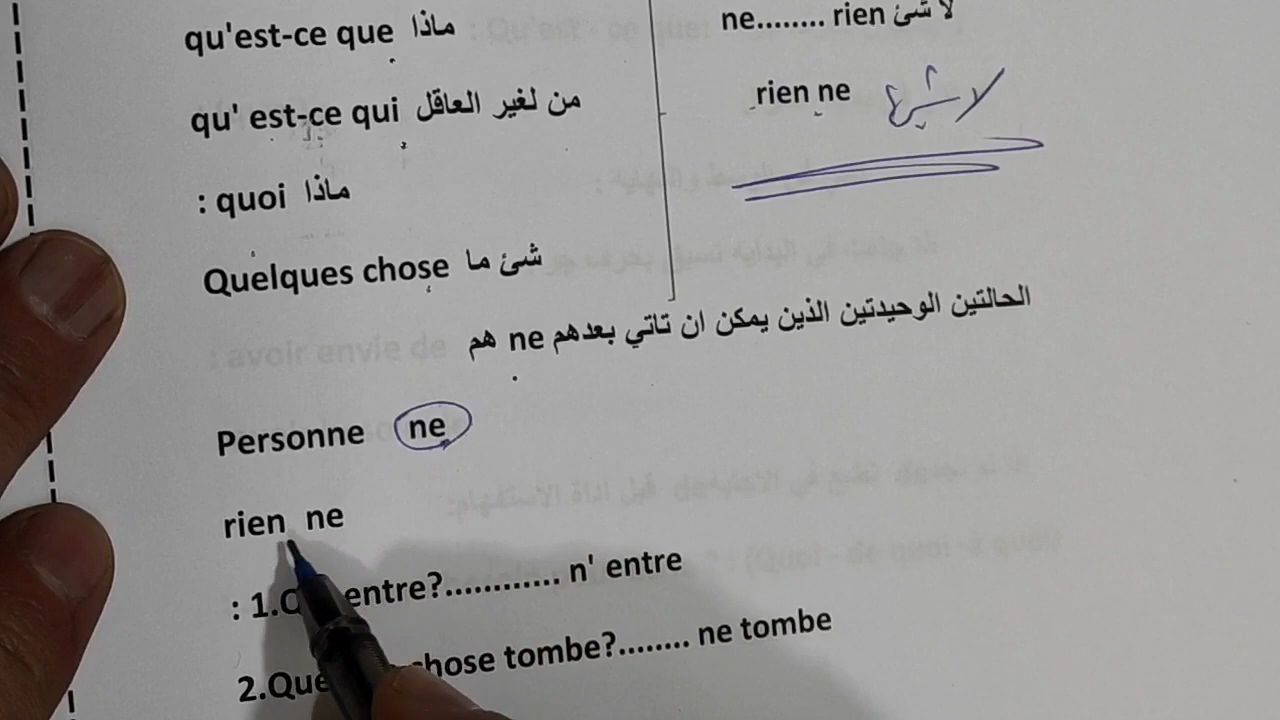 qu'est-ce que ماذا
ne........ rien لا شئ
qu' est-ce qui من لغير العاقل
rien ne لا شيء
: quoi ماذا
Quelques chose شئ ما
الحالتين الوحيدتين الذين يمكن ان تاتي بعدهم ne هم
Personne ne
rien ne
: 1. entre?............ n' entre
2. chose tombe?........ ne tombe